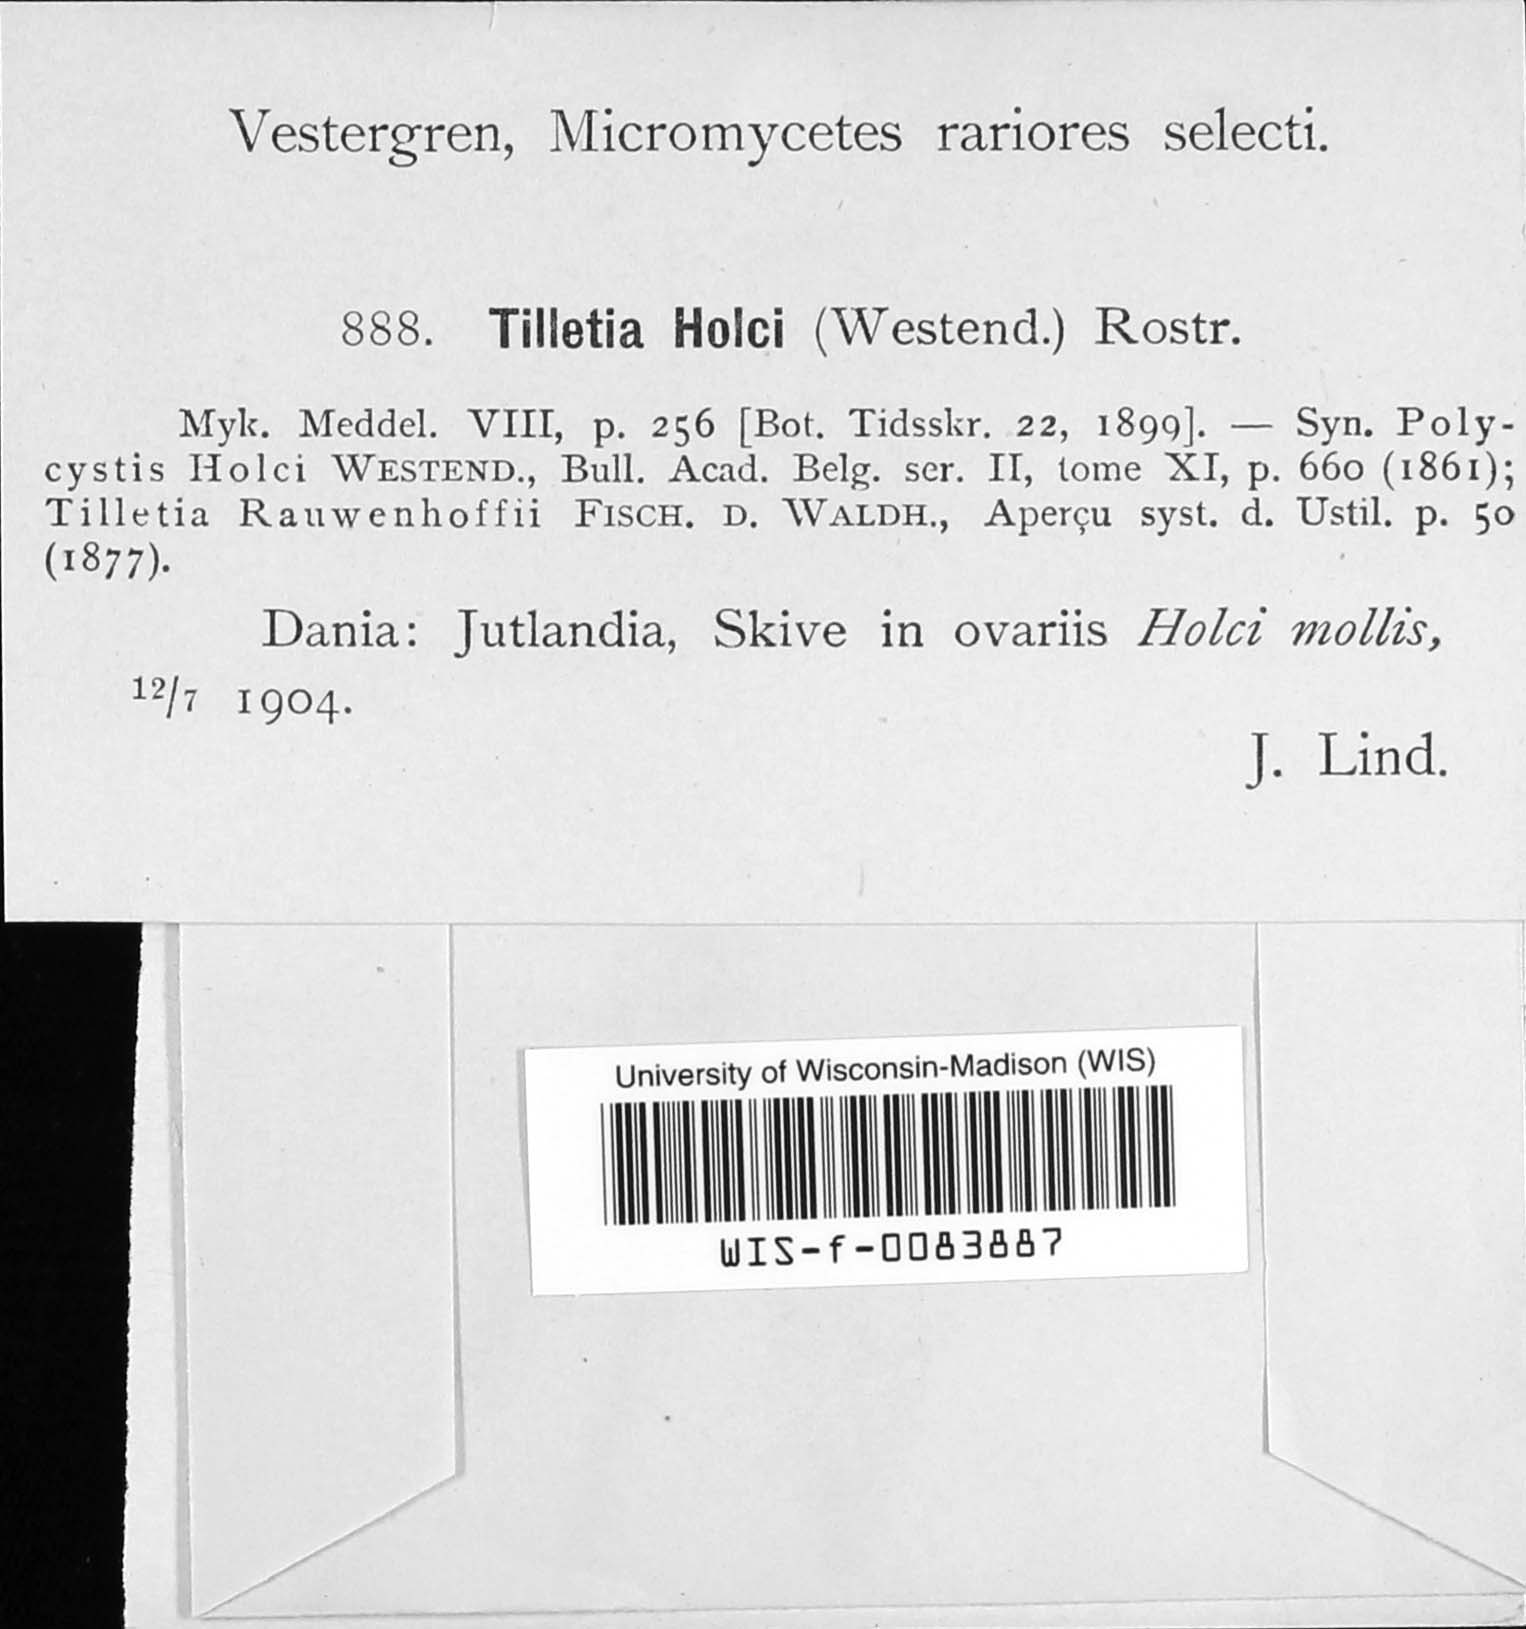 Vestergren, Micromycetes rariores selecti.
888. Tilletia Holci (Westend.) Rostr.
Myk. Meddel. VIII, p. 256 [Bot. Tidsskr. 22, 1899]. — Syn. Poly-
cystis Holci WESTEND., Bull. Acad. Belg. ser. II, tome XI, p. 660 (1861);
Tilletia Rauwenhoffii FISCH. D. WALDH., Aperçu syst. d. Ustil. p. 50
(1877).
Dania: Jutlandia, Skive in ovariis Holci mollis,
12/7 1904.
J. Lind.
University of Wisconsin-Madison (WIS)
WIS-f-0083887